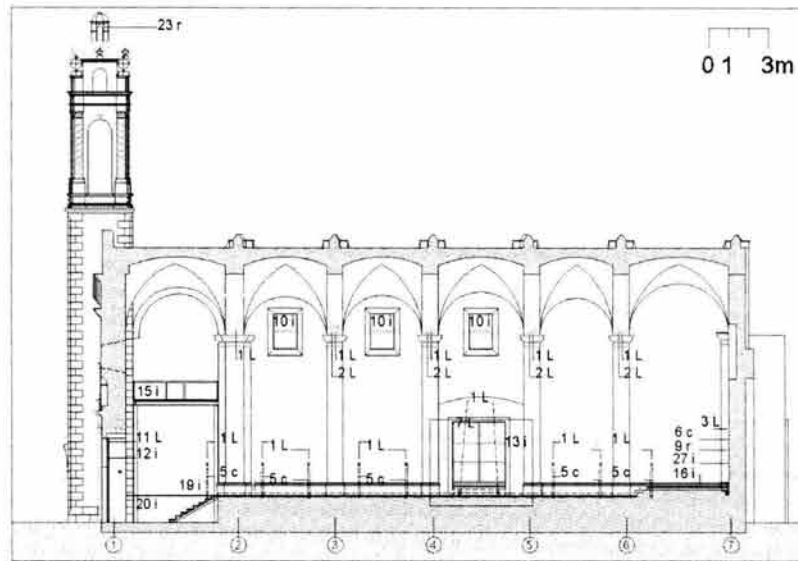 23 r
0 1 3m
10 i 10 i 10 i
1 L 1 L 1 L 1 L 1 L
2 L 2 L 2 L 2 L
15 i
1 L
7 L
3 L
11 L 1 L 1 L 1 L 13 i 1 L 1 L 6 c
12 i 9 r
5 c 5 c 5 c 5 c 5 c 27 i
19 i 16 i
20 i
1 2 3 4 5 6 7